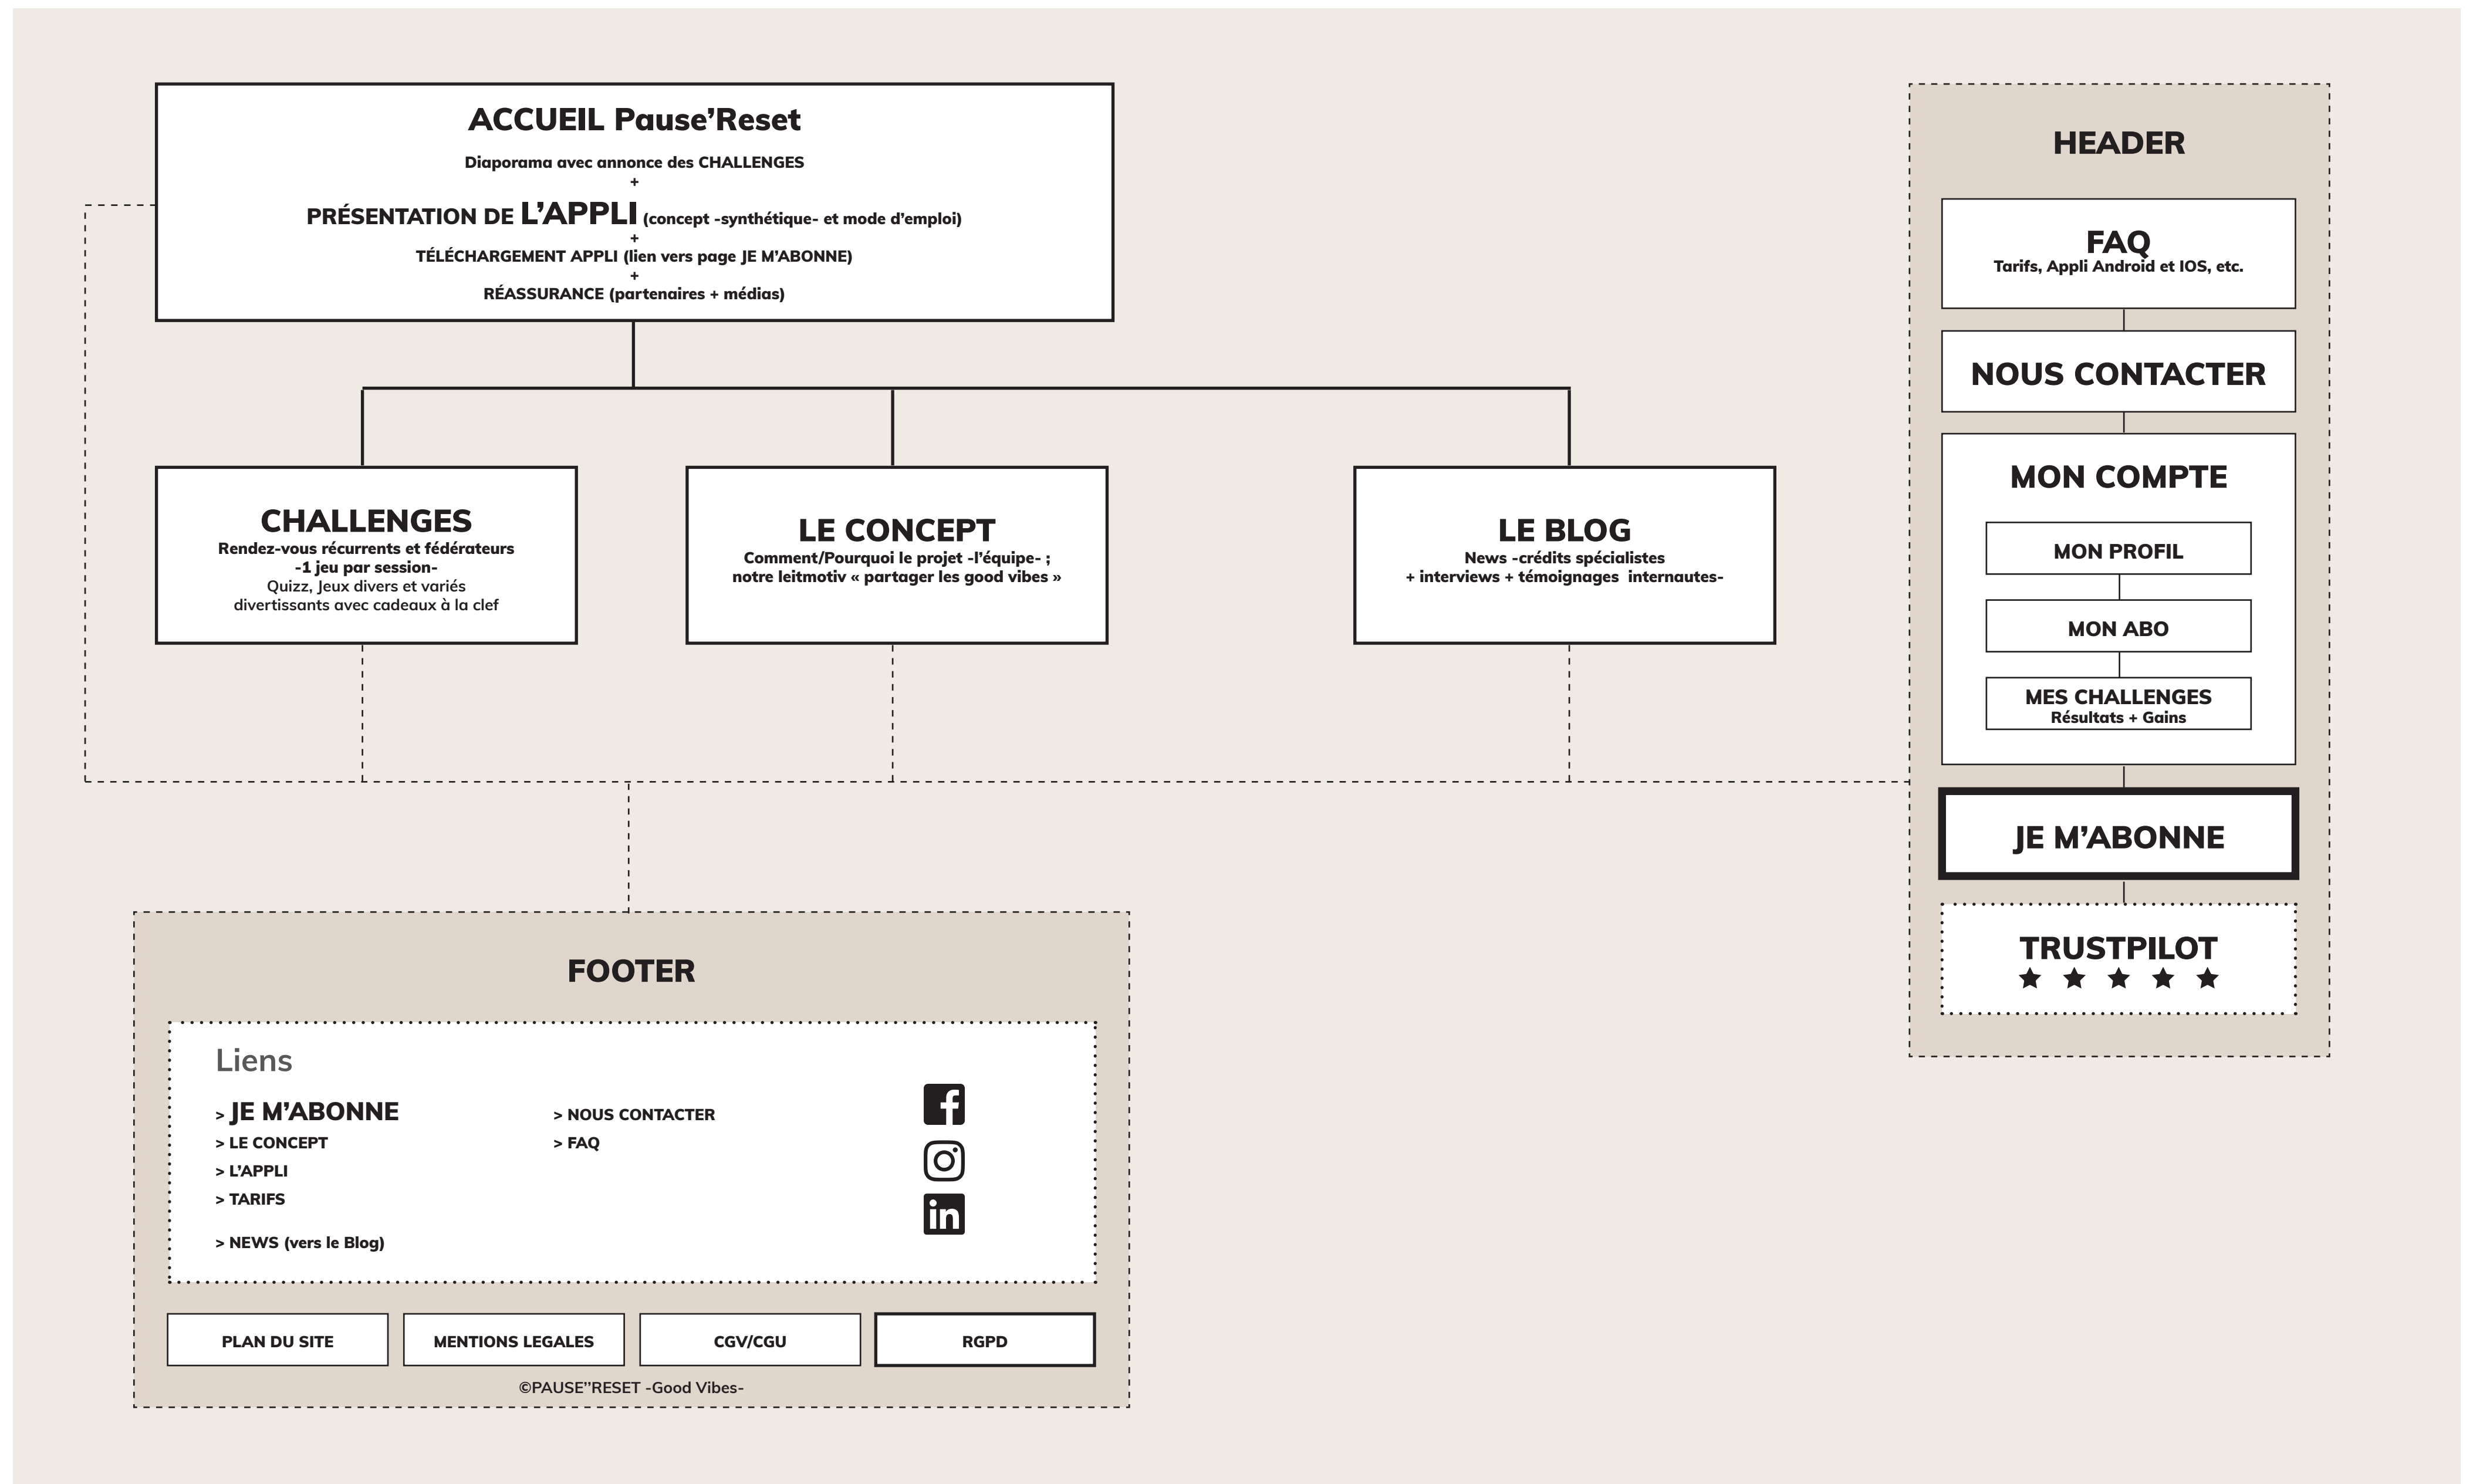 ACCUEIL Pause’Reset
Diaporama avec annonce des CHALLENGES
+
PRÉSENTATION DE L’APPLI (concept -synthétique- et mode d’emploi)
+
TÉLÉCHARGEMENT APPLI (lien vers page JE M’ABONNE)
+
RÉASSURANCE (partenaires + médias)
CHALLENGES
Rendez-vous récurrents et fédérateurs
-1 jeu par session-
Quizz, Jeux divers et variés
divertissants avec cadeaux à la clef
LE CONCEPT
Comment/Pourquoi le projet -l’équipe- ;
notre leitmotiv « partager les good vibes »
LE BLOG
News -crédits spécialistes
+ interviews + témoignages internautes-
HEADER
FAQ
Tarifs, Appli Android et IOS, etc.
NOUS CONTACTER
MON COMPTE
MON PROFIL
MON ABO
MES CHALLENGES
Résultats + Gains
JE M’ABONNE
TRUSTPILOT
FOOTER
Liens
> JE M’ABONNE
> LE CONCEPT
> L’APPLI
> TARIFS
> NEWS (vers le Blog)
> NOUS CONTACTER
> FAQ
PLAN DU SITE
MENTIONS LEGALES
CGV/CGU
RGPD
©PAUSE’’RESET -Good Vibes-